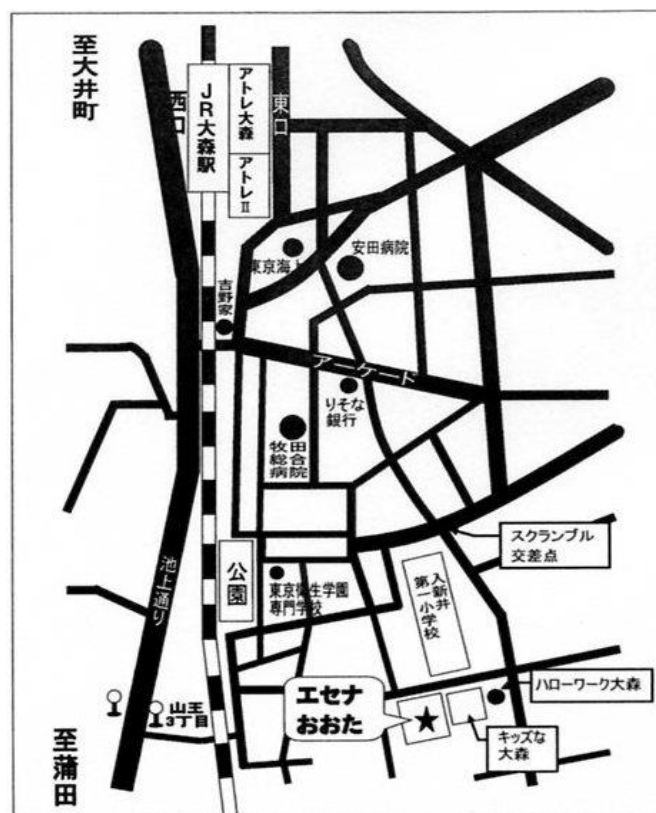 至大井町
西口
JR大森駅
アトレ大森
アトレⅡ
東口
東京海上
安田病院
吉野家
アーケード
りそな
銀行
牧田
総合
病院
スクランブル
交差点
公園
池上通り
東京衛生学園
専門学校
入新井
第一小学校
山王
3丁目
エセナ
おおた
ハローワーク大森
キッズな
大森
至蒲田